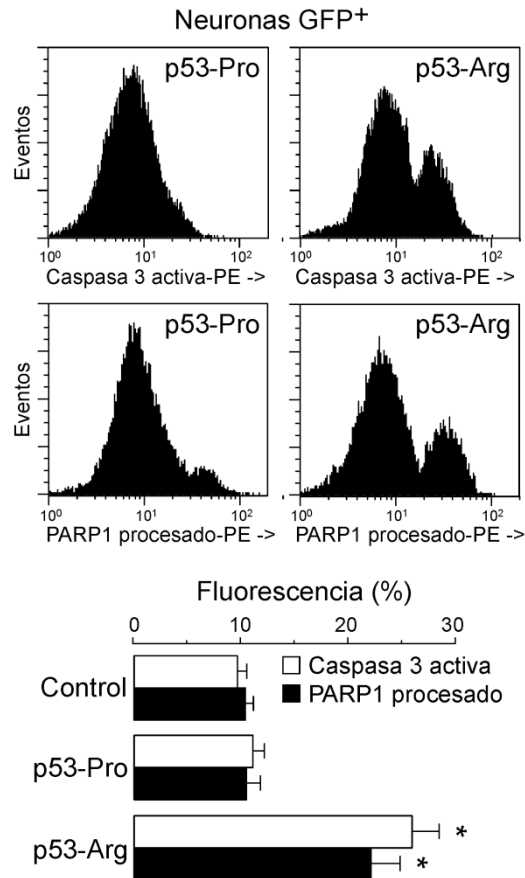 Neuronas GFP+
p53-Pro
p53-Arg
Eventos
10⁰ 10¹ 10²
10⁰ 10¹ 10²
Caspasa 3 activa-PE ->
Caspasa 3 activa-PE ->
p53-Pro
p53-Arg
Eventos
10⁰ 10¹ 10²
10⁰ 10¹ 10²
PARP1 procesado-PE ->
PARP1 procesado-PE ->
Fluorescencia (%)
0 10 20 30
Caspasa 3 activa
PARP1 procesado
Control
p53-Pro
p53-Arg
*
*